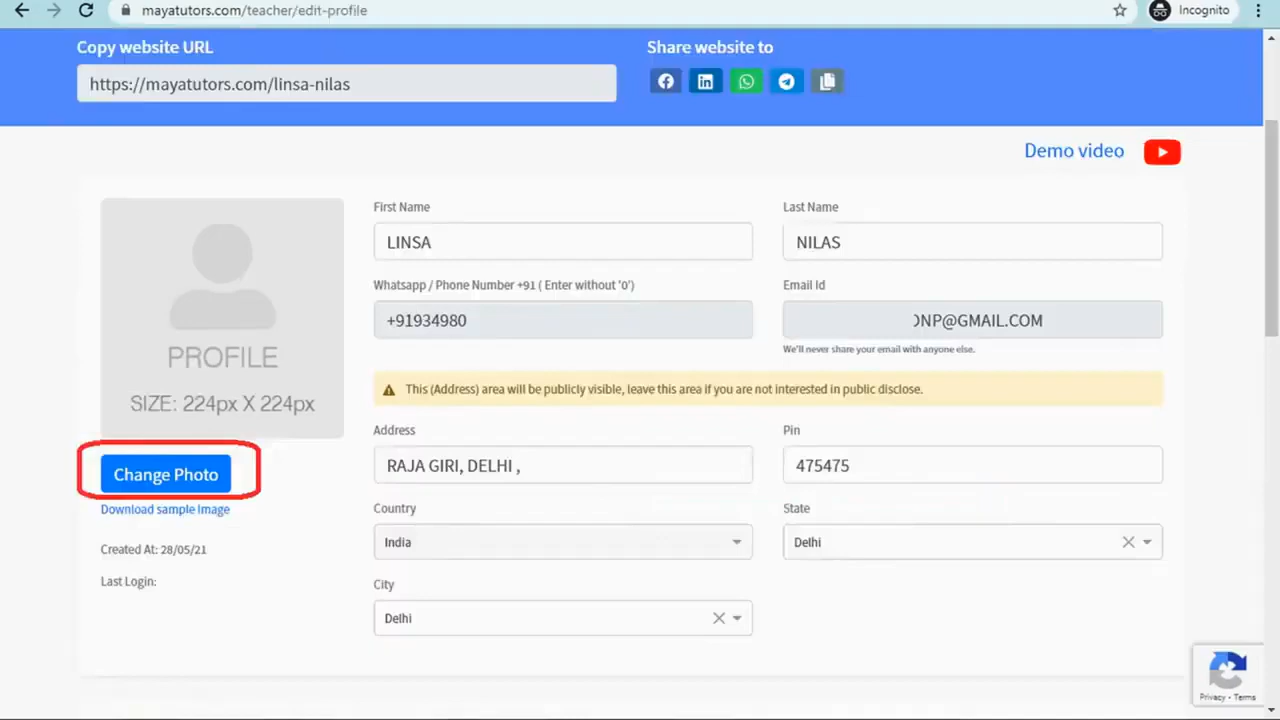 mayatutors.com/teacher/edit-profile
Incognito
Copy website URL
Share website to
https://mayatutors.com/linsa-nilas
Demo video
First Name
Last Name
LINSA
NILAS
Whatsapp / Phone Number +91 ( Enter without '0')
Email Id
+91934980
NP@GMAIL.COM
We'll never share your email with anyone else.
PROFILE
SIZE: 224px X 224px
This (Address) area will be publicly visible, leave this area if you are not interested in public disclose.
Address
Pin
RAJA GIRI, DELHI ,
475475
Change Photo
Download sample Image
Country
State
India
Delhi
Created At: 28/05/21
Last Login:
City
Delhi
Privacy - Terms